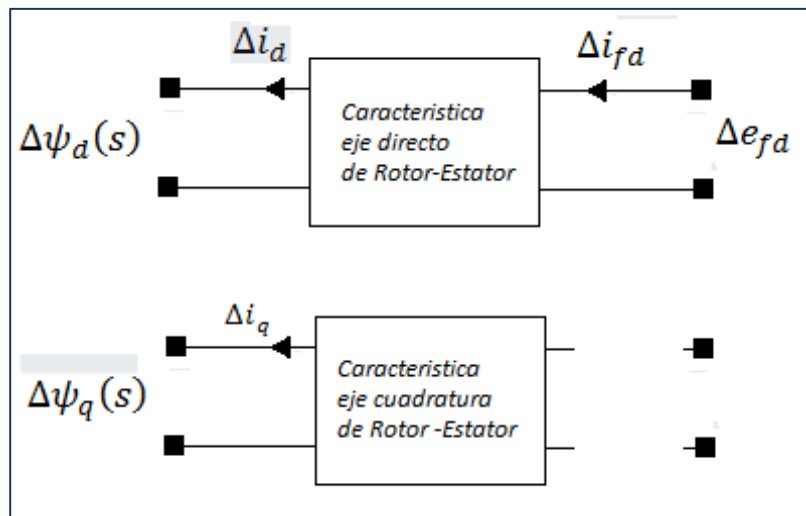 Δi_d
Δi_fd
Δψ_d(s)
Caracteristica
eje directo
de Rotor-Estator
Δe_fd
Δi_q
Δψ_q(s)
Caracteristica
eje cuadratura
de Rotor -Estator